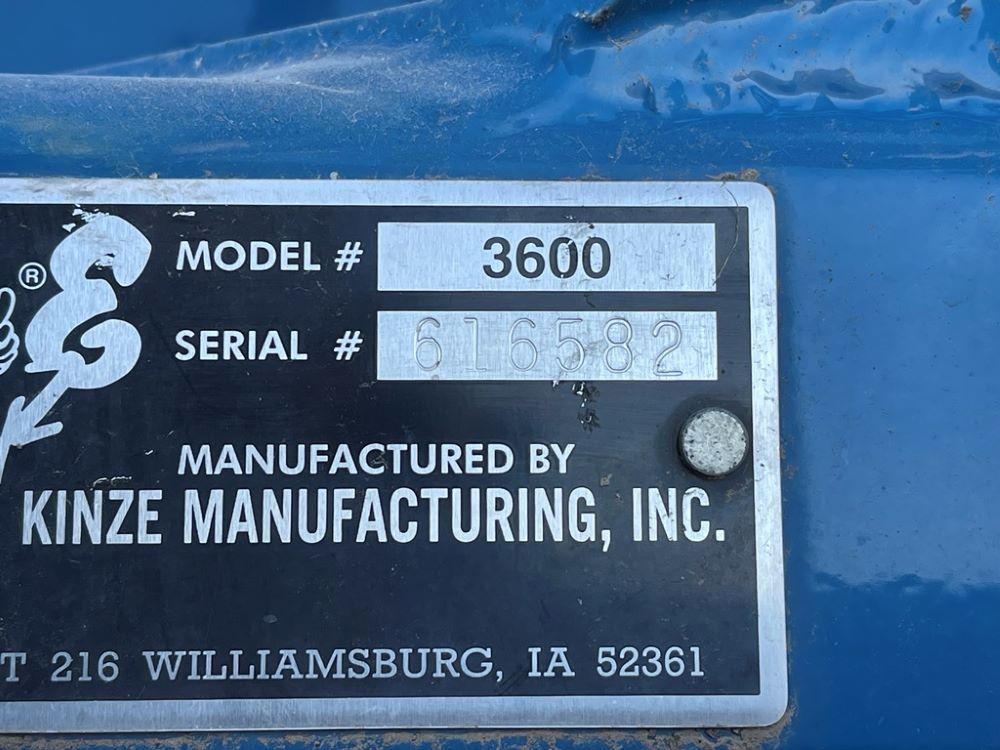 ®
MODEL # 3600
SERIAL # 616582
MANUFACTURED BY
KINZE MANUFACTURING, INC.
T 216 WILLIAMSBURG, IA 52361